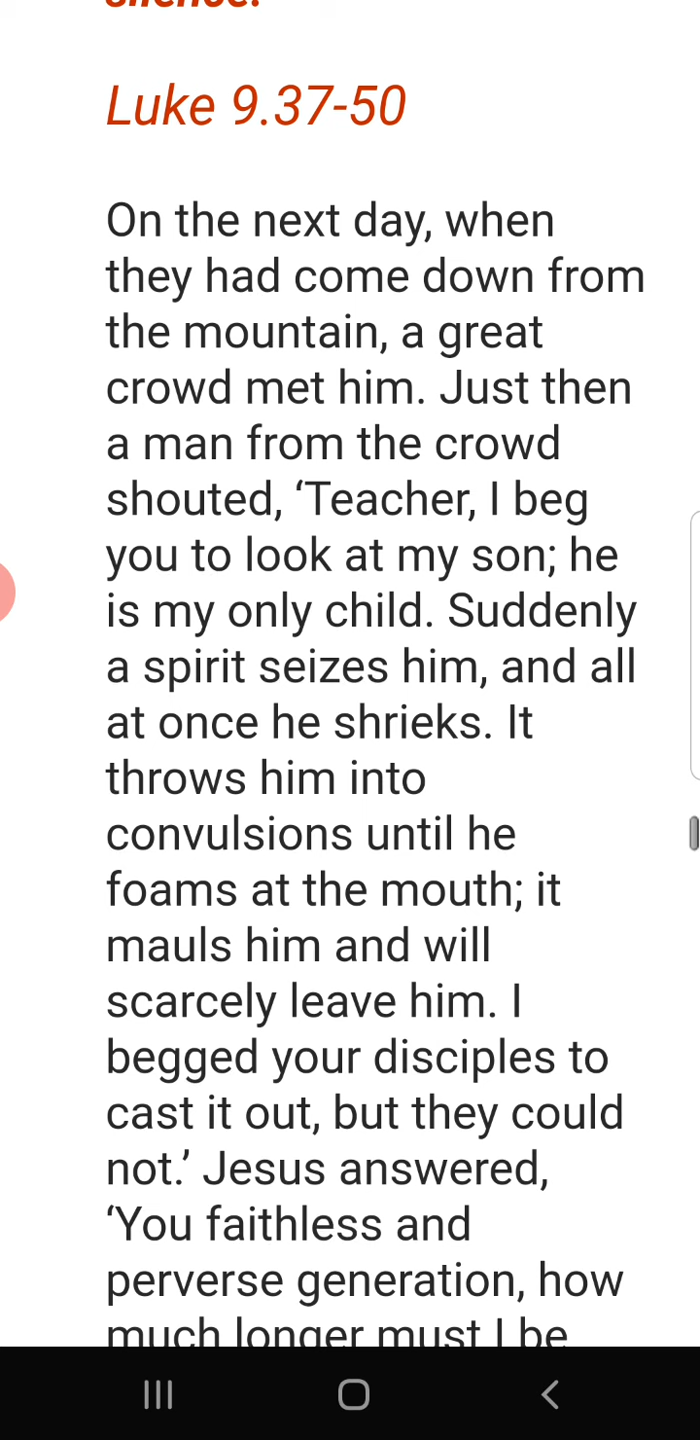 Luke 9.37-50
On the next day, when
they had come down from
the mountain, a great
crowd met him. Just then
a man from the crowd
shouted, ‘Teacher, I beg
you to look at my son; he
is my only child. Suddenly
a spirit seizes him, and all
at once he shrieks. It
throws him into
convulsions until he
foams at the mouth; it
mauls him and will
scarcely leave him. I
begged your disciples to
cast it out, but they could
not.’ Jesus answered,
‘You faithless and
perverse generation, how
much longer must I be